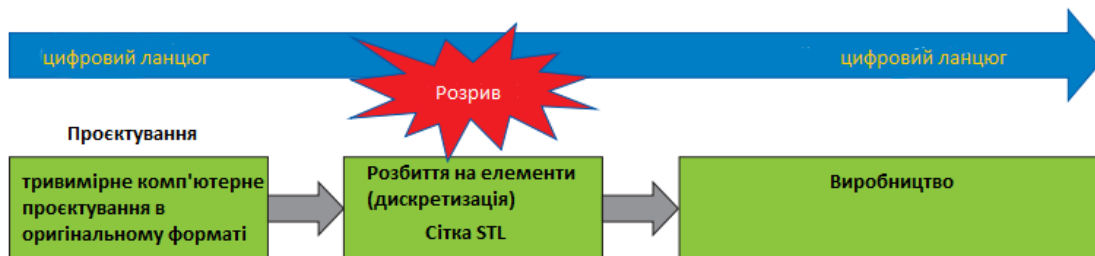 цифровий ланцюг
цифровий ланцюг
Розрив
Проєктування
тривимірне комп'ютерне
проєктування в
оригінальному форматі
Розбиття на елементи
(дискретизація)
Сітка STL
Виробництво